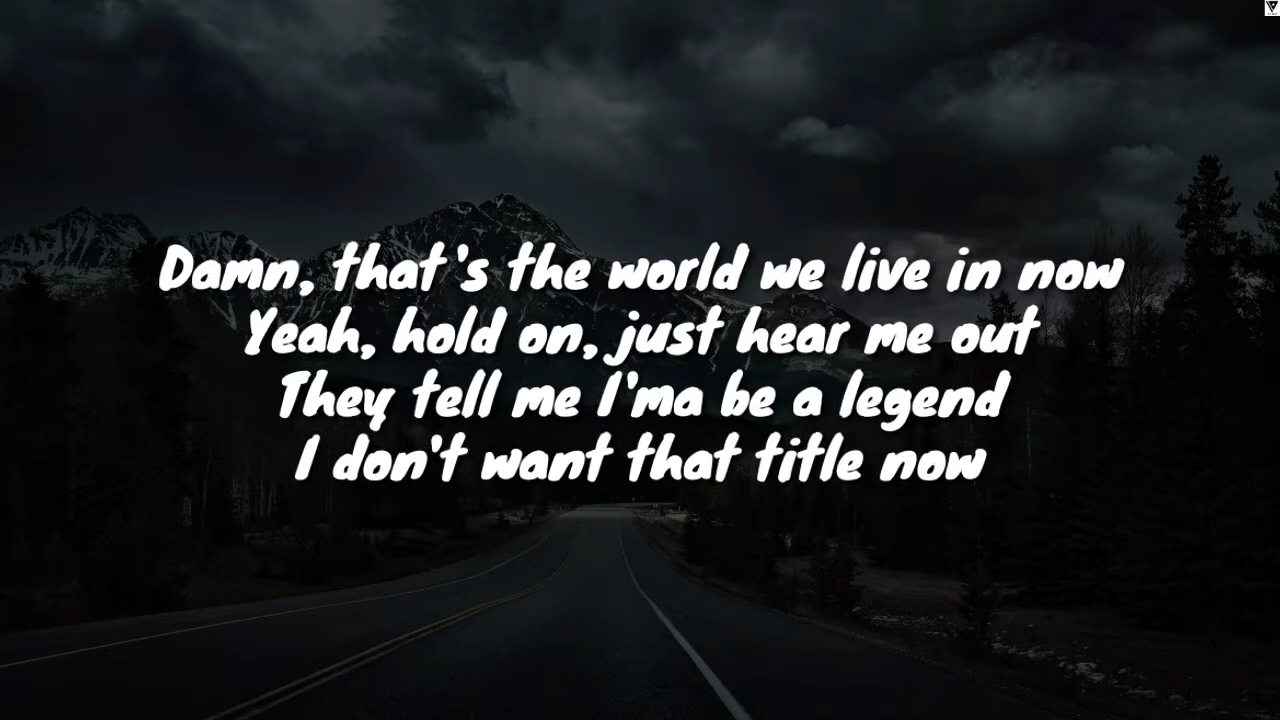 Damn, that's the world we live in now
Yeah, hold on, just hear me out
They tell me I'ma be a legend
I don't want that title now